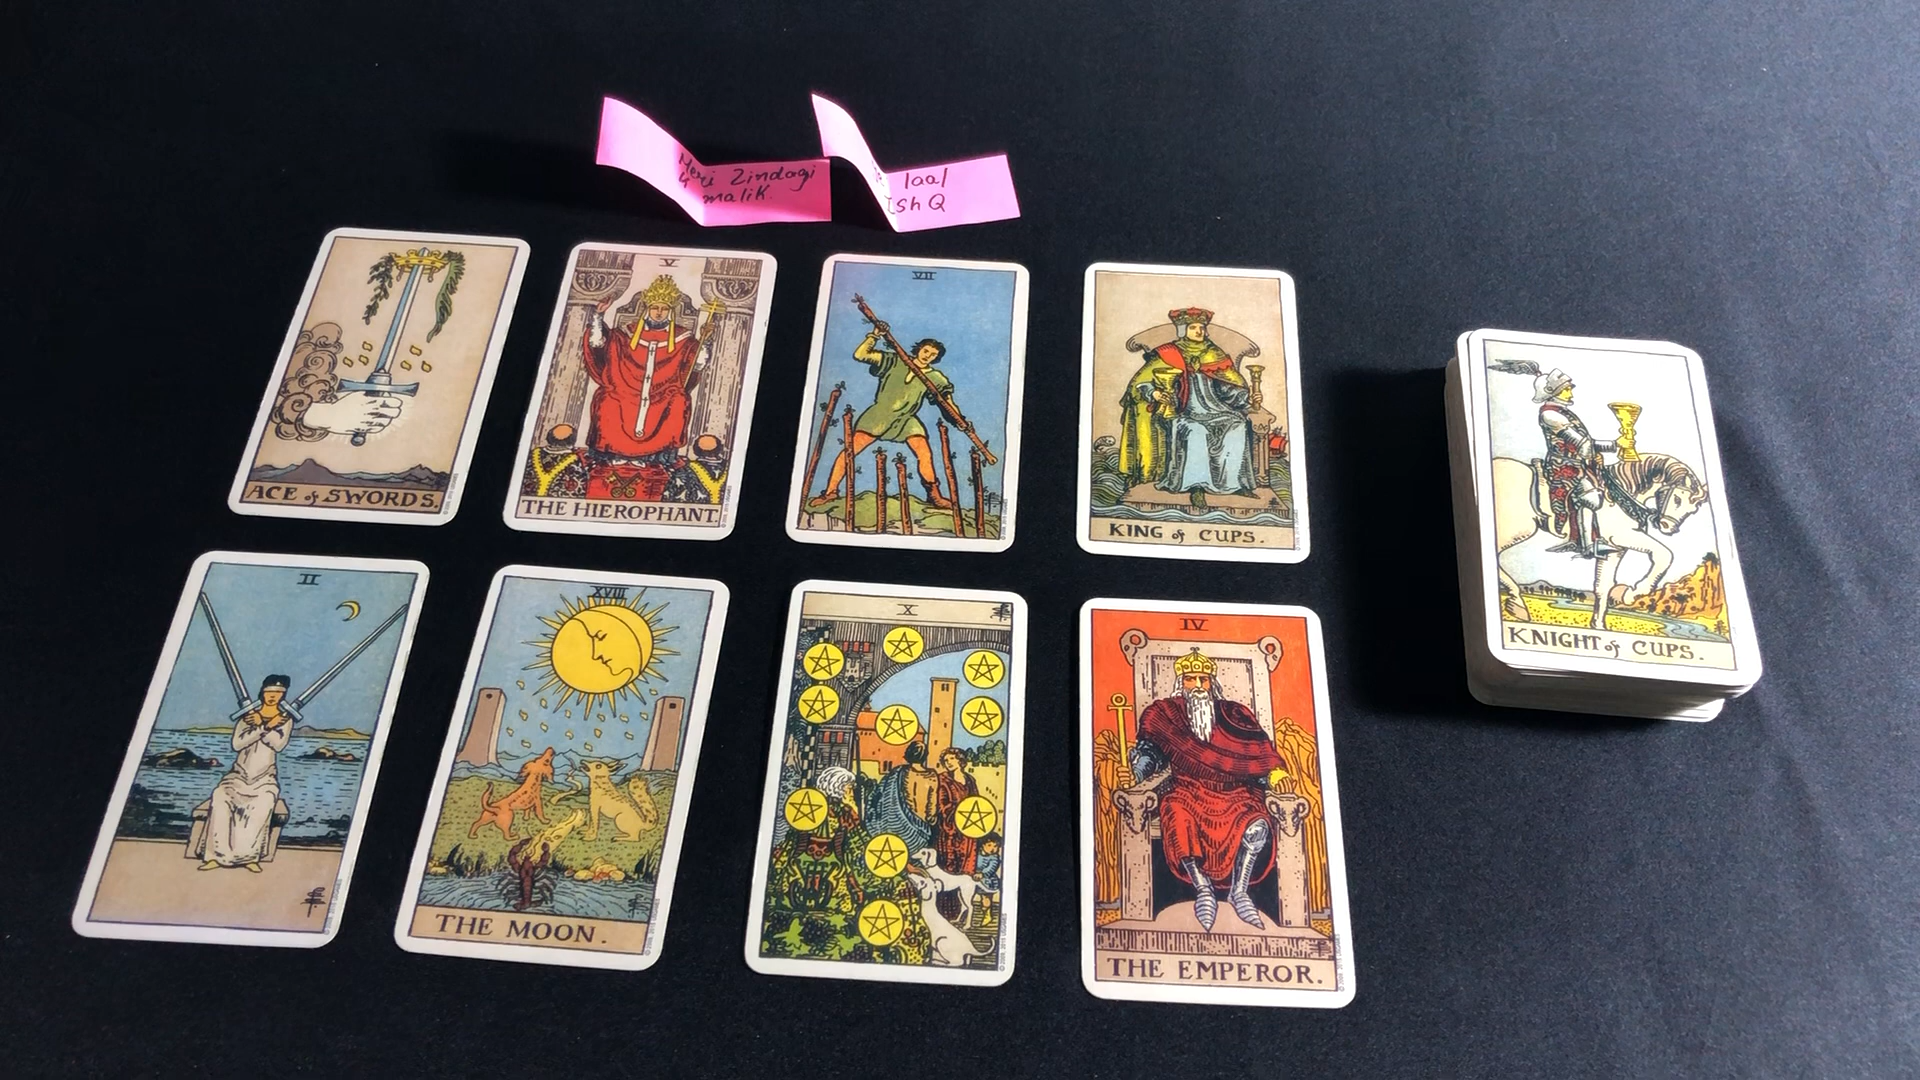 Meri Zindagi
malik.
laal
IshQ
ACE of SWORDS.
V
THE HIEROPHANT.
VII
KING of CUPS.
KNIGHT of CUPS.
II
XVIII
THE MOON.
X
IV
THE EMPEROR.